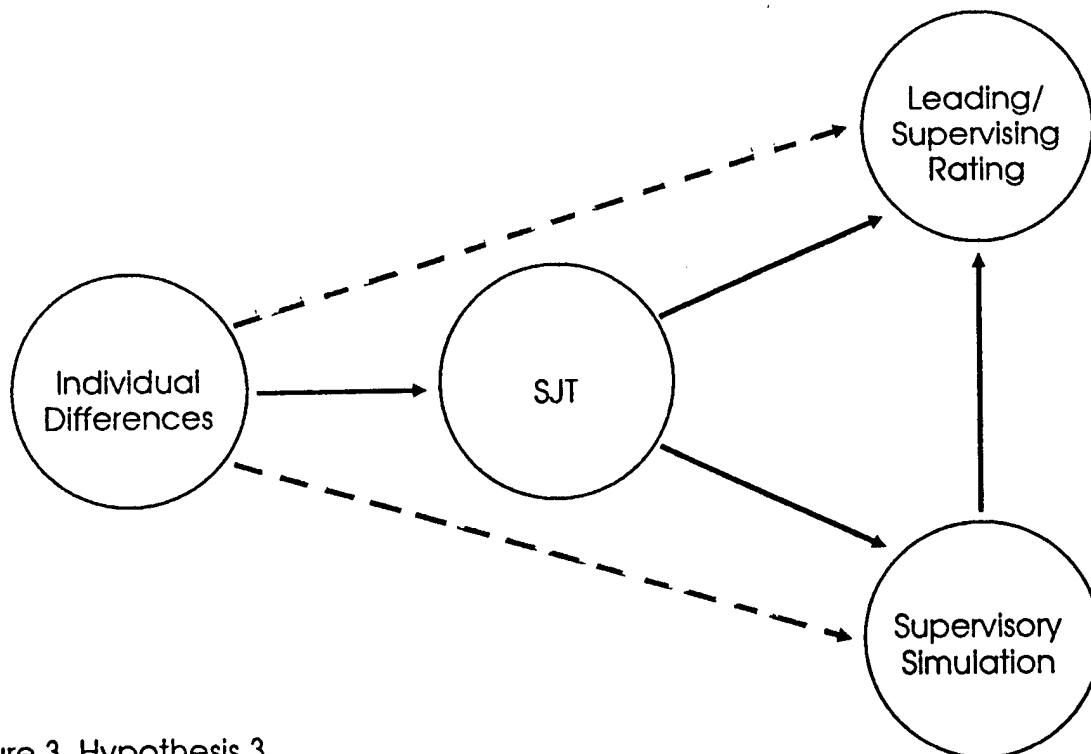 Leading/
Supervising
Rating
Individual
Differences
SJT
Supervisory
Simulation
ure 3. Hypothesis 3